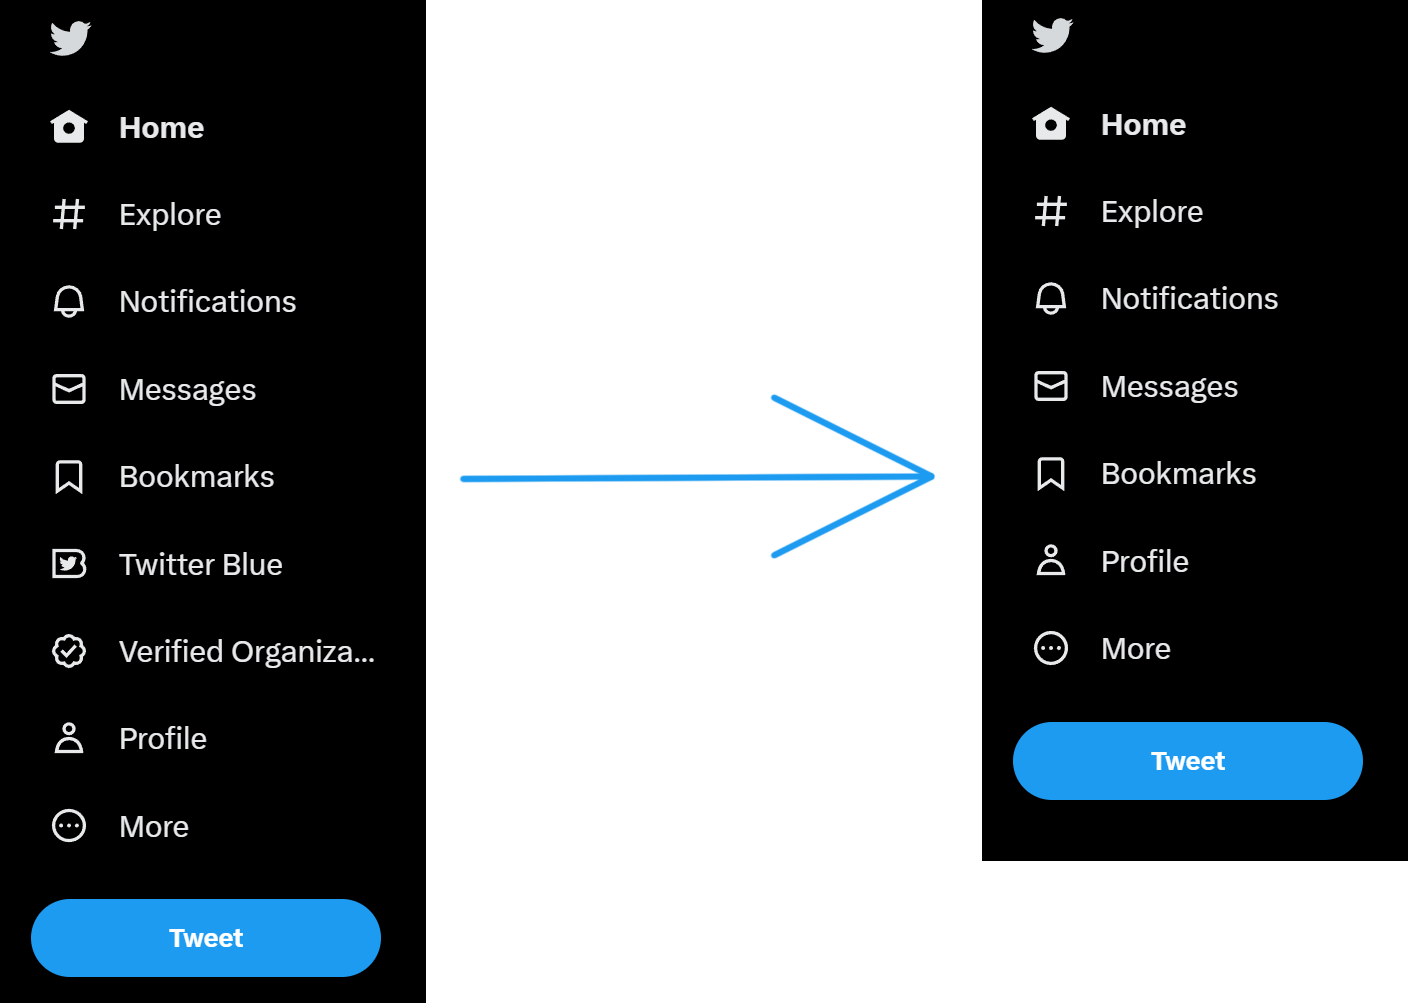 Home
Explore
Notifications
Messages
Bookmarks
Twitter Blue
Verified Organiza...
Profile
More
Tweet
Home
Explore
Notifications
Messages
Bookmarks
Profile
More
Tweet